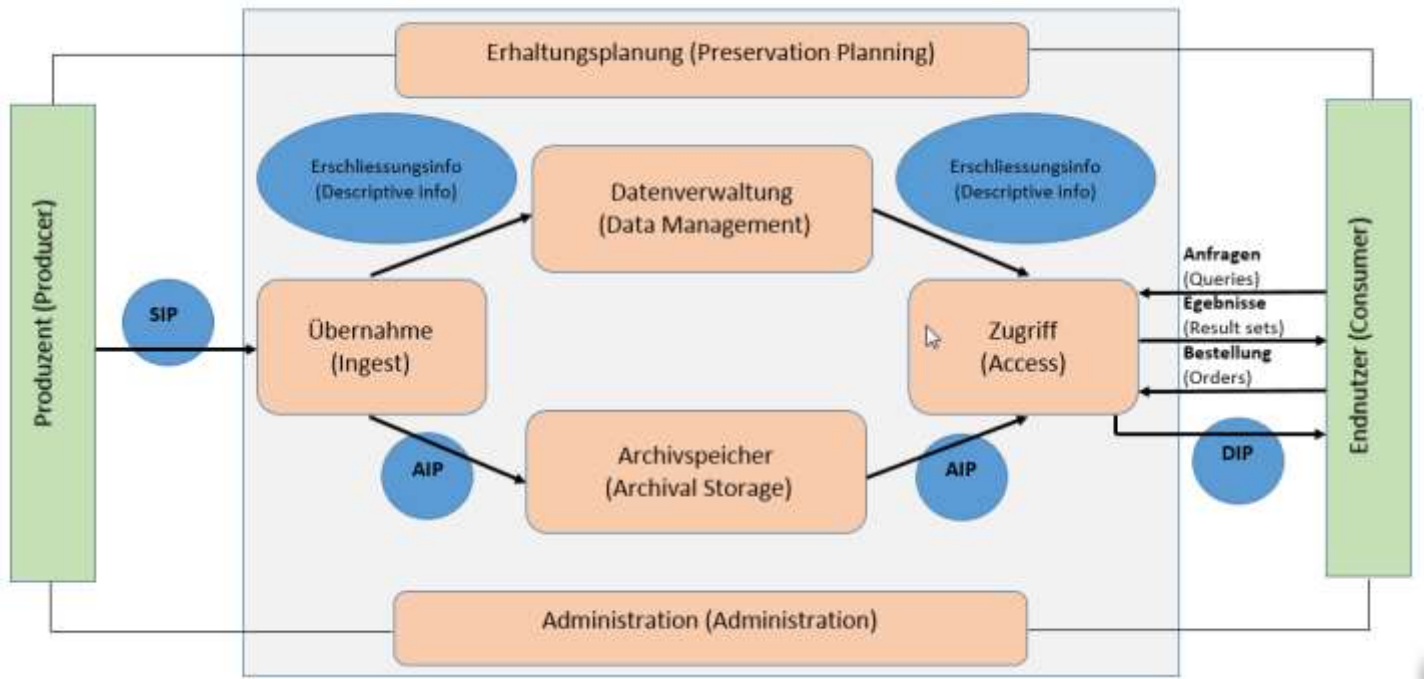 Erhaltungsplanung (Preservation Planning)
Produzent (Producer)
Erschliessungsinfo
(Descriptive info)
Datenverwaltung
(Data Management)
Erschliessungsinfo
(Descriptive info)
SIP
Übernahme
(Ingest)
Zugriff
(Access)
Anfragen
(Queries)
Egebnisse
(Result sets)
Bestellung
(Orders)
Endnutzer (Consumer)
AIP
Archivspeicher
(Archival Storage)
AIP
DIP
Administration (Administration)